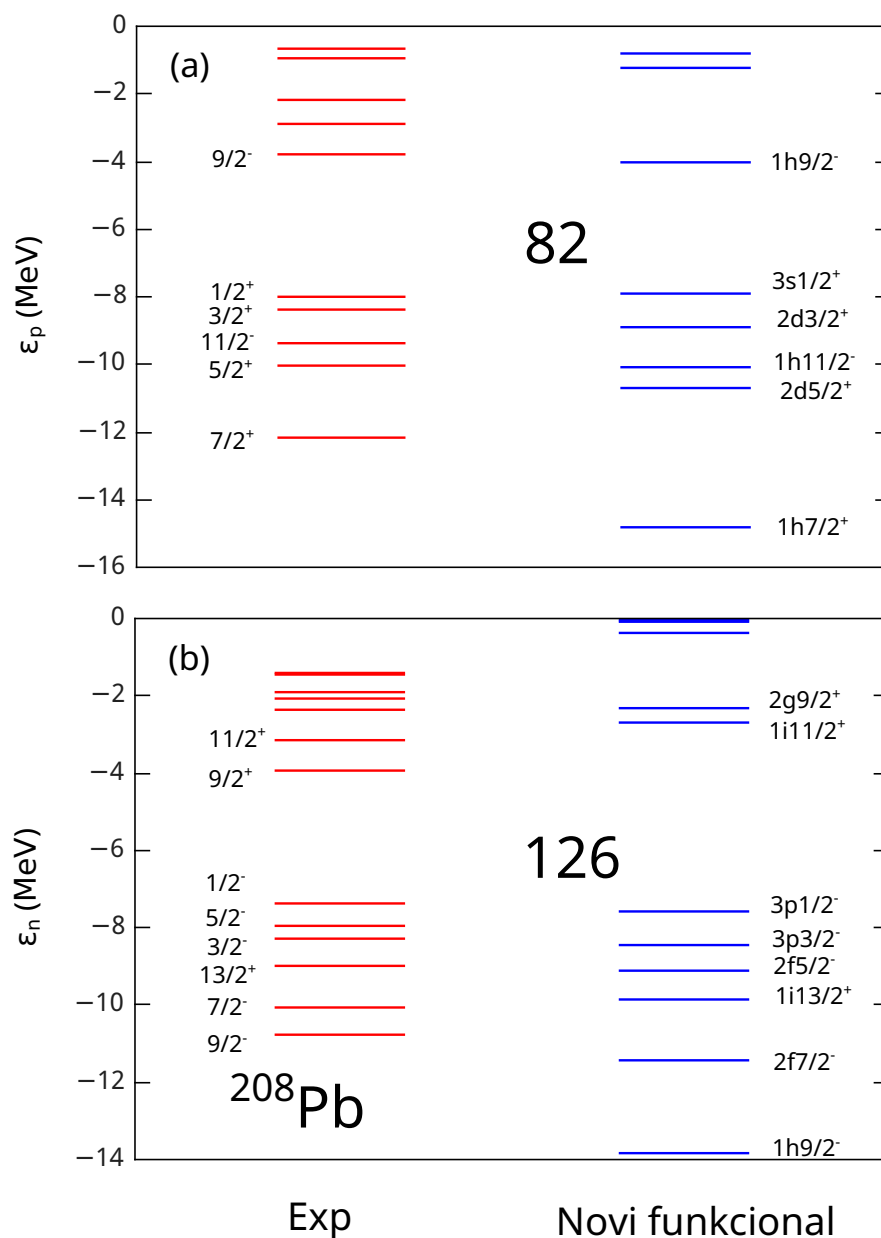 (a)
0
−2
−4
−6
−8
−10
−12
−14
−16
εp (MeV)
9/2⁻
1/2⁺
3/2⁺
11/2⁻
5/2⁺
7/2⁺
82
1h9/2⁻
3s1/2⁺
2d3/2⁺
1h11/2⁻
2d5/2⁺
1h7/2⁺
(b)
0
−2
−4
−6
−8
−10
−12
−14
εn (MeV)
11/2⁺
9/2⁺
1/2⁻
5/2⁻
3/2⁻
13/2⁺
7/2⁻
9/2⁻
²⁰⁸Pb
126
2g9/2⁺
1i11/2⁺
3p1/2⁻
3p3/2⁻
2f5/2⁻
1i13/2⁺
2f7/2⁻
1h9/2⁻
Exp
Novi funkcional